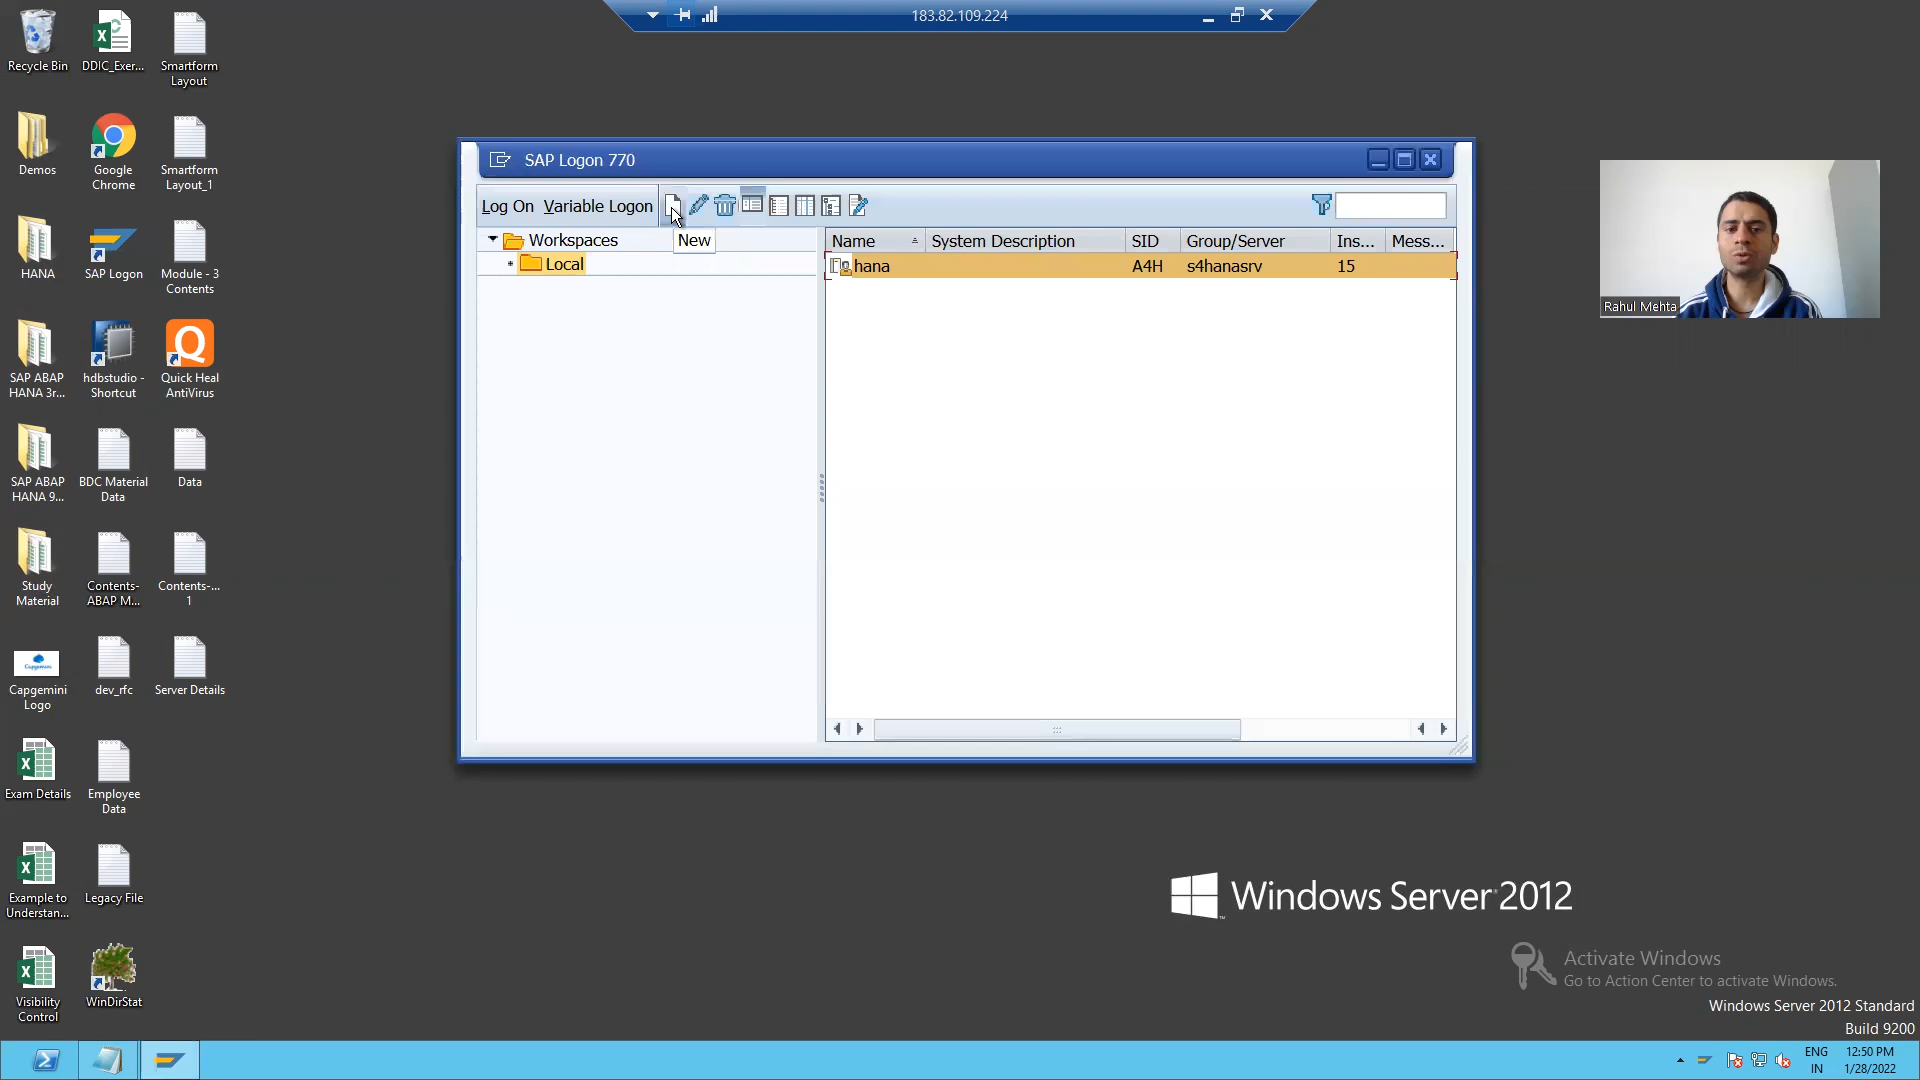 183.82.109.224
Recycle Bin
DDIC_Exer...
Smartform
Layout
Demos
Google
Chrome
Smartform
Layout_1
HANA
SAP Logon
Module - 3
Contents
SAP ABAP
HANA 3r...
hdbstudio -
Shortcut
Quick Heal
AntiVirus
SAP ABAP
HANA 9...
BDC Material
Data
Data
Study
Material
Contents-
ABAP M...
Contents-...
1
Capgemini
Capgemini
Logo
dev_rfc
Server Details
Exam Details
Employee
Data
Example to
Understan...
Legacy File
Visibility
Control
WinDirStat
SAP Logon 770
Log On Variable Logon
New
Workspaces
Local
Name System Description SID Group/Server Ins... Mess...
hana A4H s4hanasrv 15
Rahul Mehta
Windows Server 2012
Activate Windows
Go to Action Center to activate Windows.
Windows Server 2012 Standard
Build 9200
ENG
IN
12:50 PM
1/28/2022